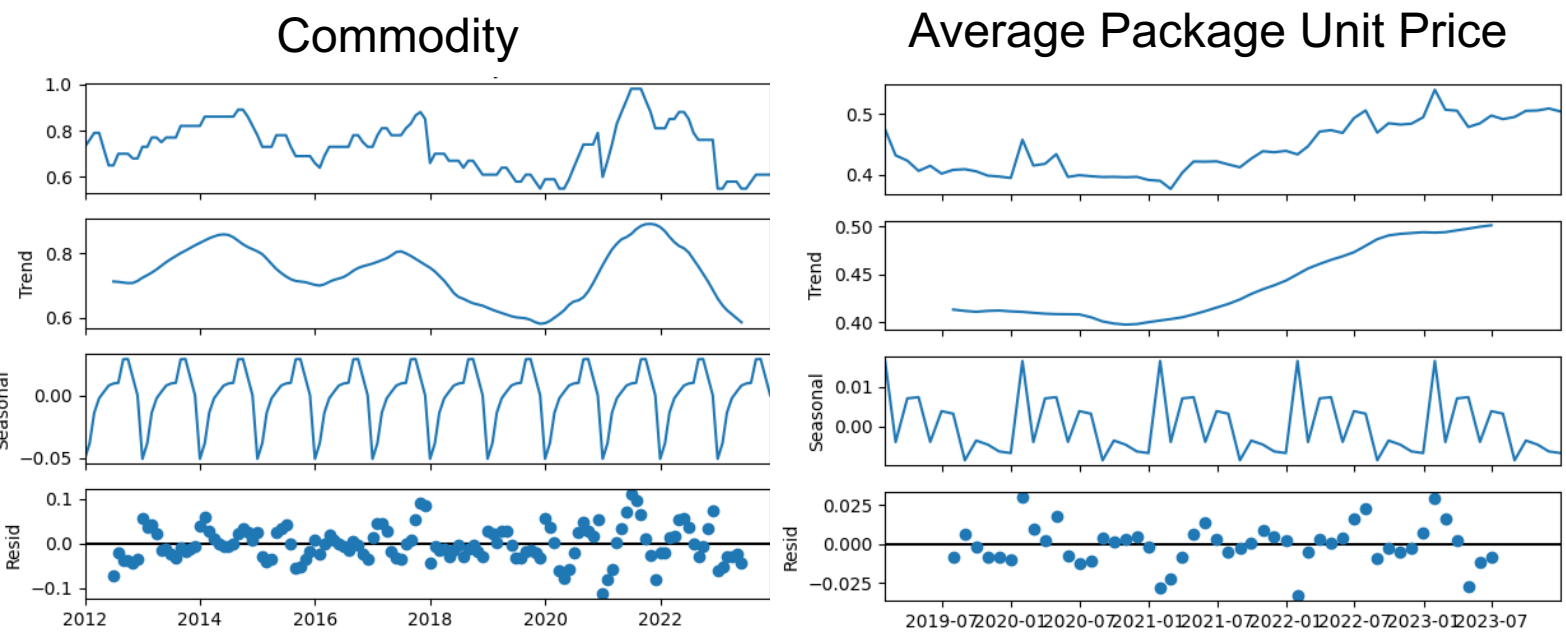 Commodity
1.0
0.8
0.6
Trend
0.8
0.6
Seasonal
0.00
−0.05
Resid
0.1
0.0
−0.1
2012 2014 2016 2018 2020 2022
Average Package Unit Price
0.5
0.4
Trend
0.50
0.45
0.40
Seasonal
0.01
0.00
Resid
0.025
0.000
−0.025
2019-07 2020-01 2020-07 2021-01 2021-07 2022-01 2022-07 2023-01 2023-07